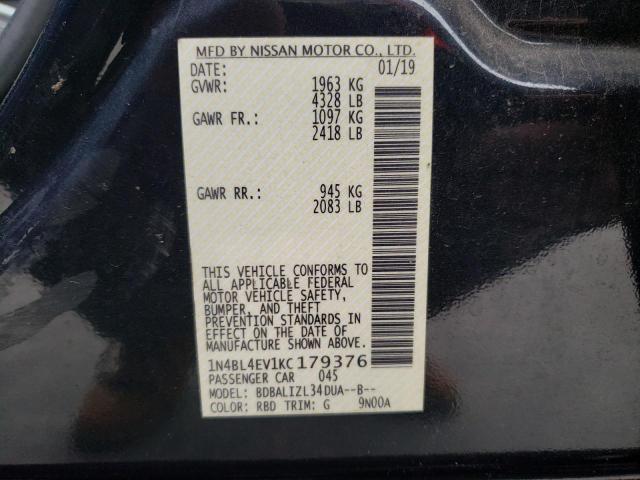 MFD BY NISSAN MOTOR CO., LTD.
DATE: 01/19
GVWR: 1963 KG
4328 LB
GAWR FR.: 1097 KG
2418 LB
GAWR RR.: 945 KG
2083 LB
THIS VEHICLE CONFORMS TO
ALL APPLICABLE FEDERAL
MOTOR VEHICLE SAFETY,
BUMPER, AND THEFT
PREVENTION STANDARDS IN
EFFECT ON THE DATE OF
MANUFACTURE SHOWN ABOVE.
1N4BL4EV1KC179376
PASSENGER CAR 045
MODEL: BDBALIZL34DUA--B--
COLOR: RBD TRIM: G 9N00A